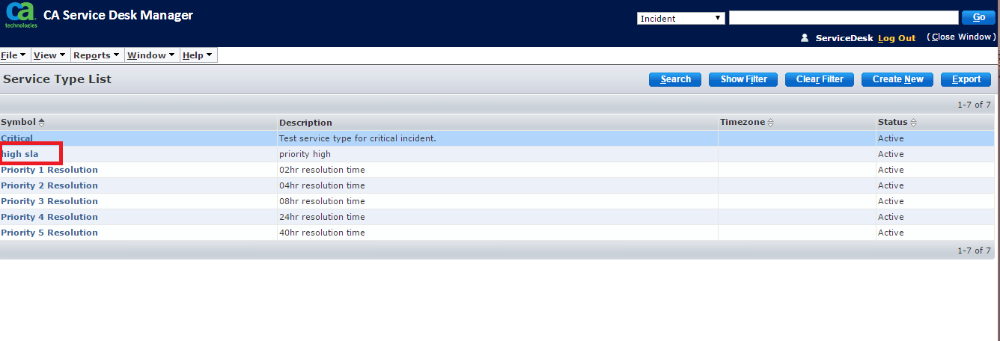 ca technologies CA Service Desk Manager Incident Go
ServiceDesk Log Out ( Close Window )
File View Reports Window Help
Service Type List Search Show Filter Clear Filter Create New Export
1-7 of 7
Symbol Description Timezone Status
Critical Test service type for critical incident. Active
high sla priority high Active
Priority 1 Resolution 02hr resolution time Active
Priority 2 Resolution 04hr resolution time Active
Priority 3 Resolution 08hr resolution time Active
Priority 4 Resolution 24hr resolution time Active
Priority 5 Resolution 40hr resolution time Active
1-7 of 7